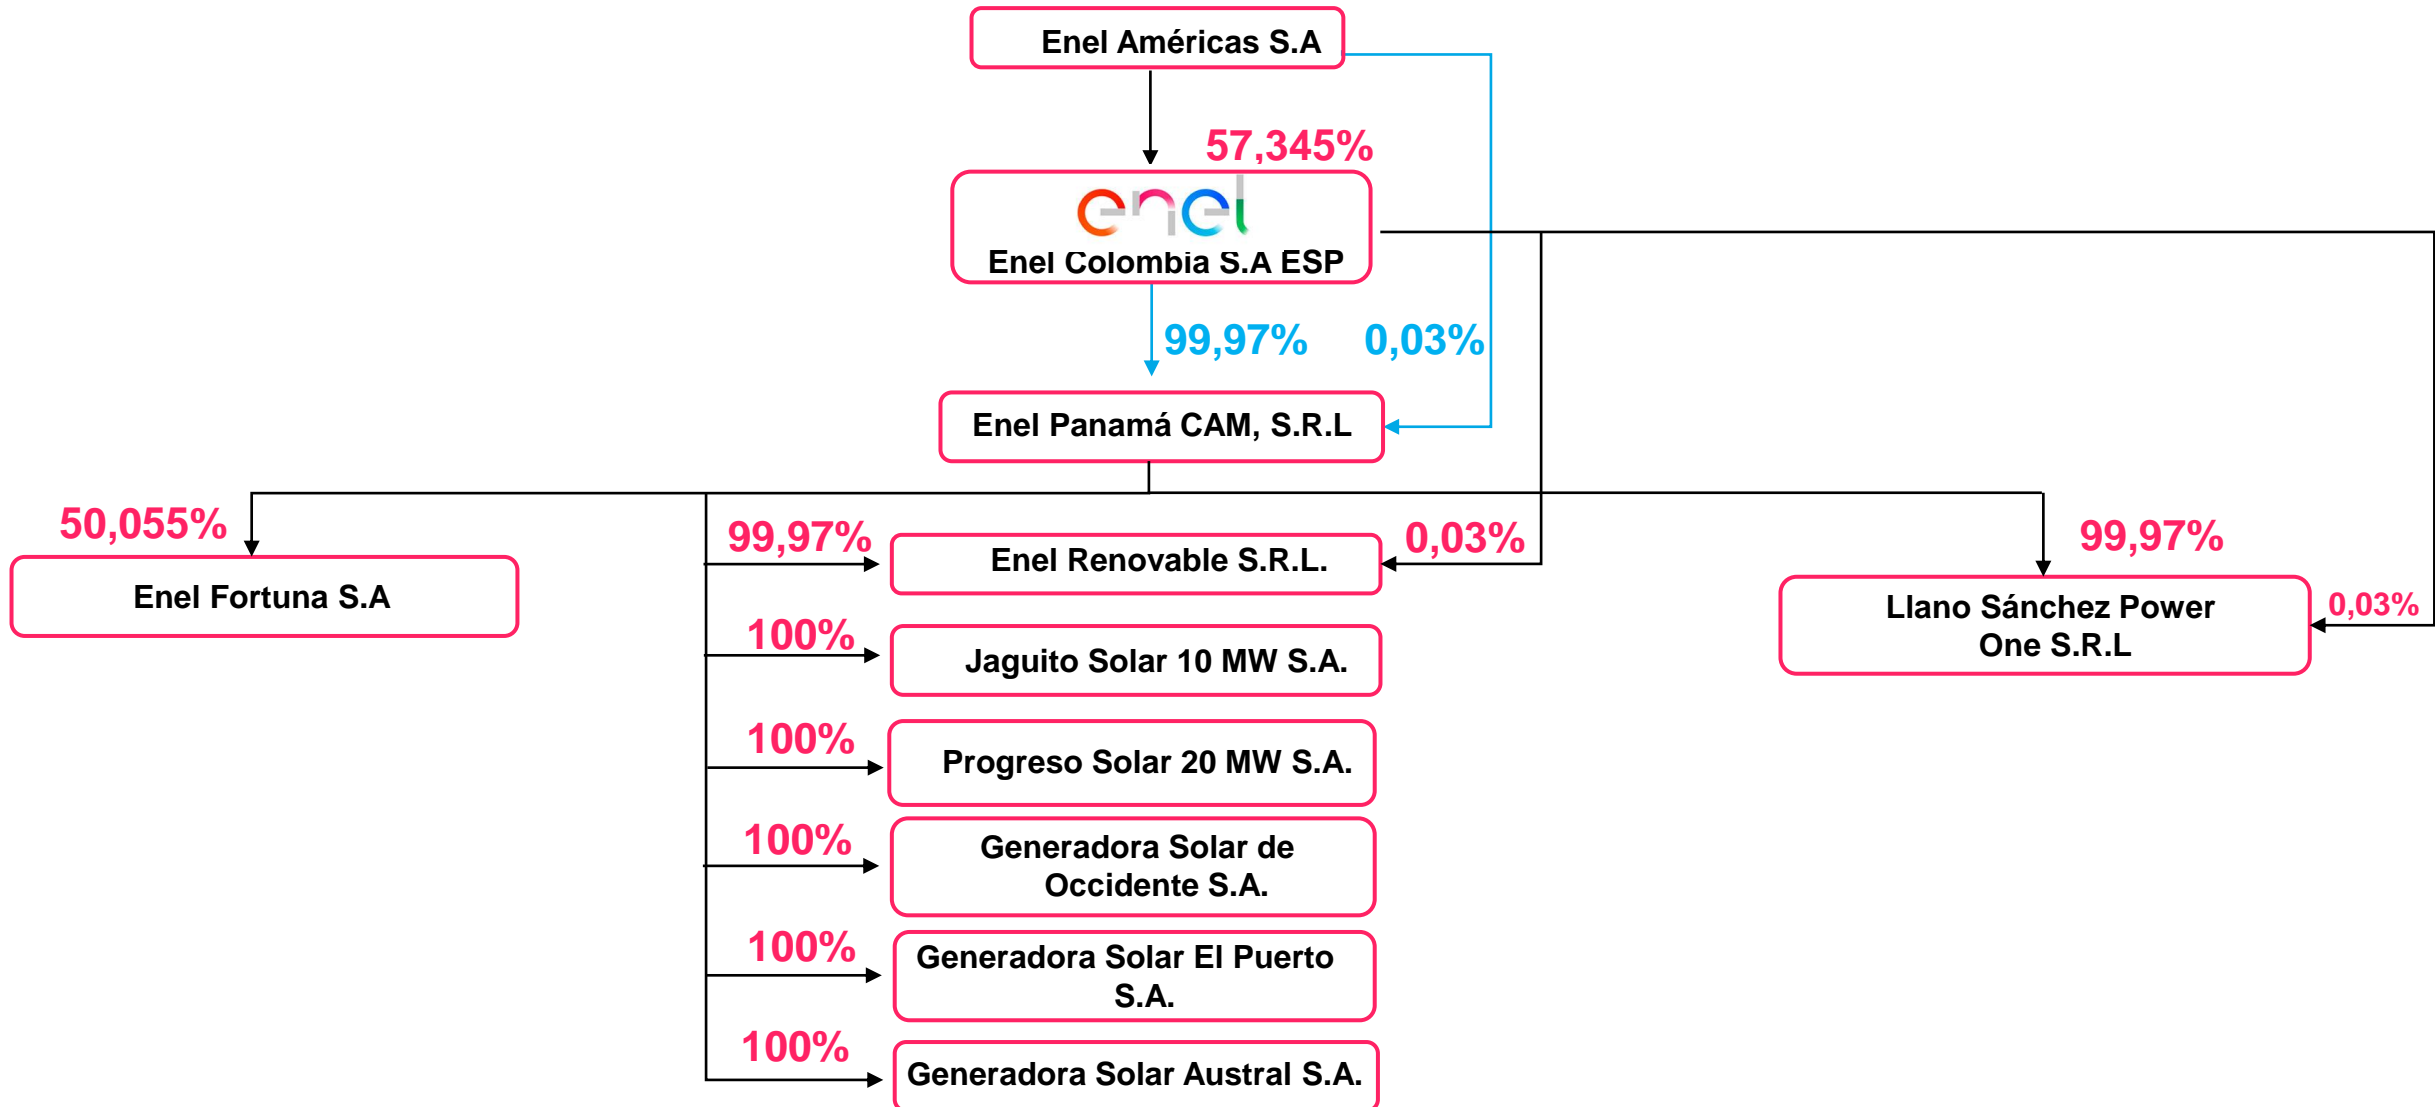 Enel Américas S.A
57,345%
enel
Enel Colombia S.A ESP
99,97%
0,03%
Enel Panamá CAM, S.R.L
50,055%
Enel Fortuna S.A
99,97%
Enel Renovable S.R.L.
0,03%
99,97%
Llano Sánchez Power
One S.R.L
0,03%
100%
Jaguito Solar 10 MW S.A.
100%
Progreso Solar 20 MW S.A.
100%
Generadora Solar de
Occidente S.A.
100%
Generadora Solar El Puerto
S.A.
100%
Generadora Solar Austral S.A.